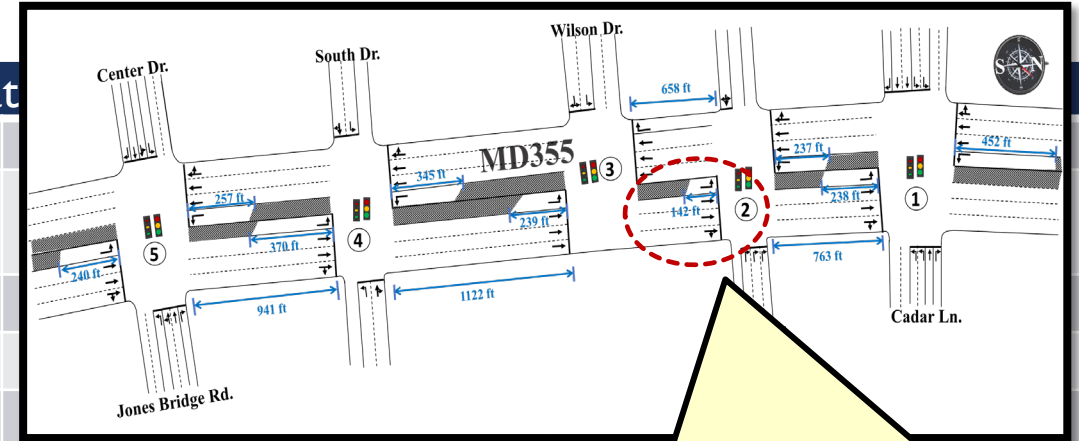 t
Center Dr.
South Dr.
Wilson Dr.
S N
MD355
658 ft
237 ft
452 ft
345 ft
257 ft
142 ft
238 ft
239 ft
370 ft
240 ft
763 ft
1122 ft
941 ft
1
2
3
4
5
Cadar Ln.
Jones Bridge Rd.